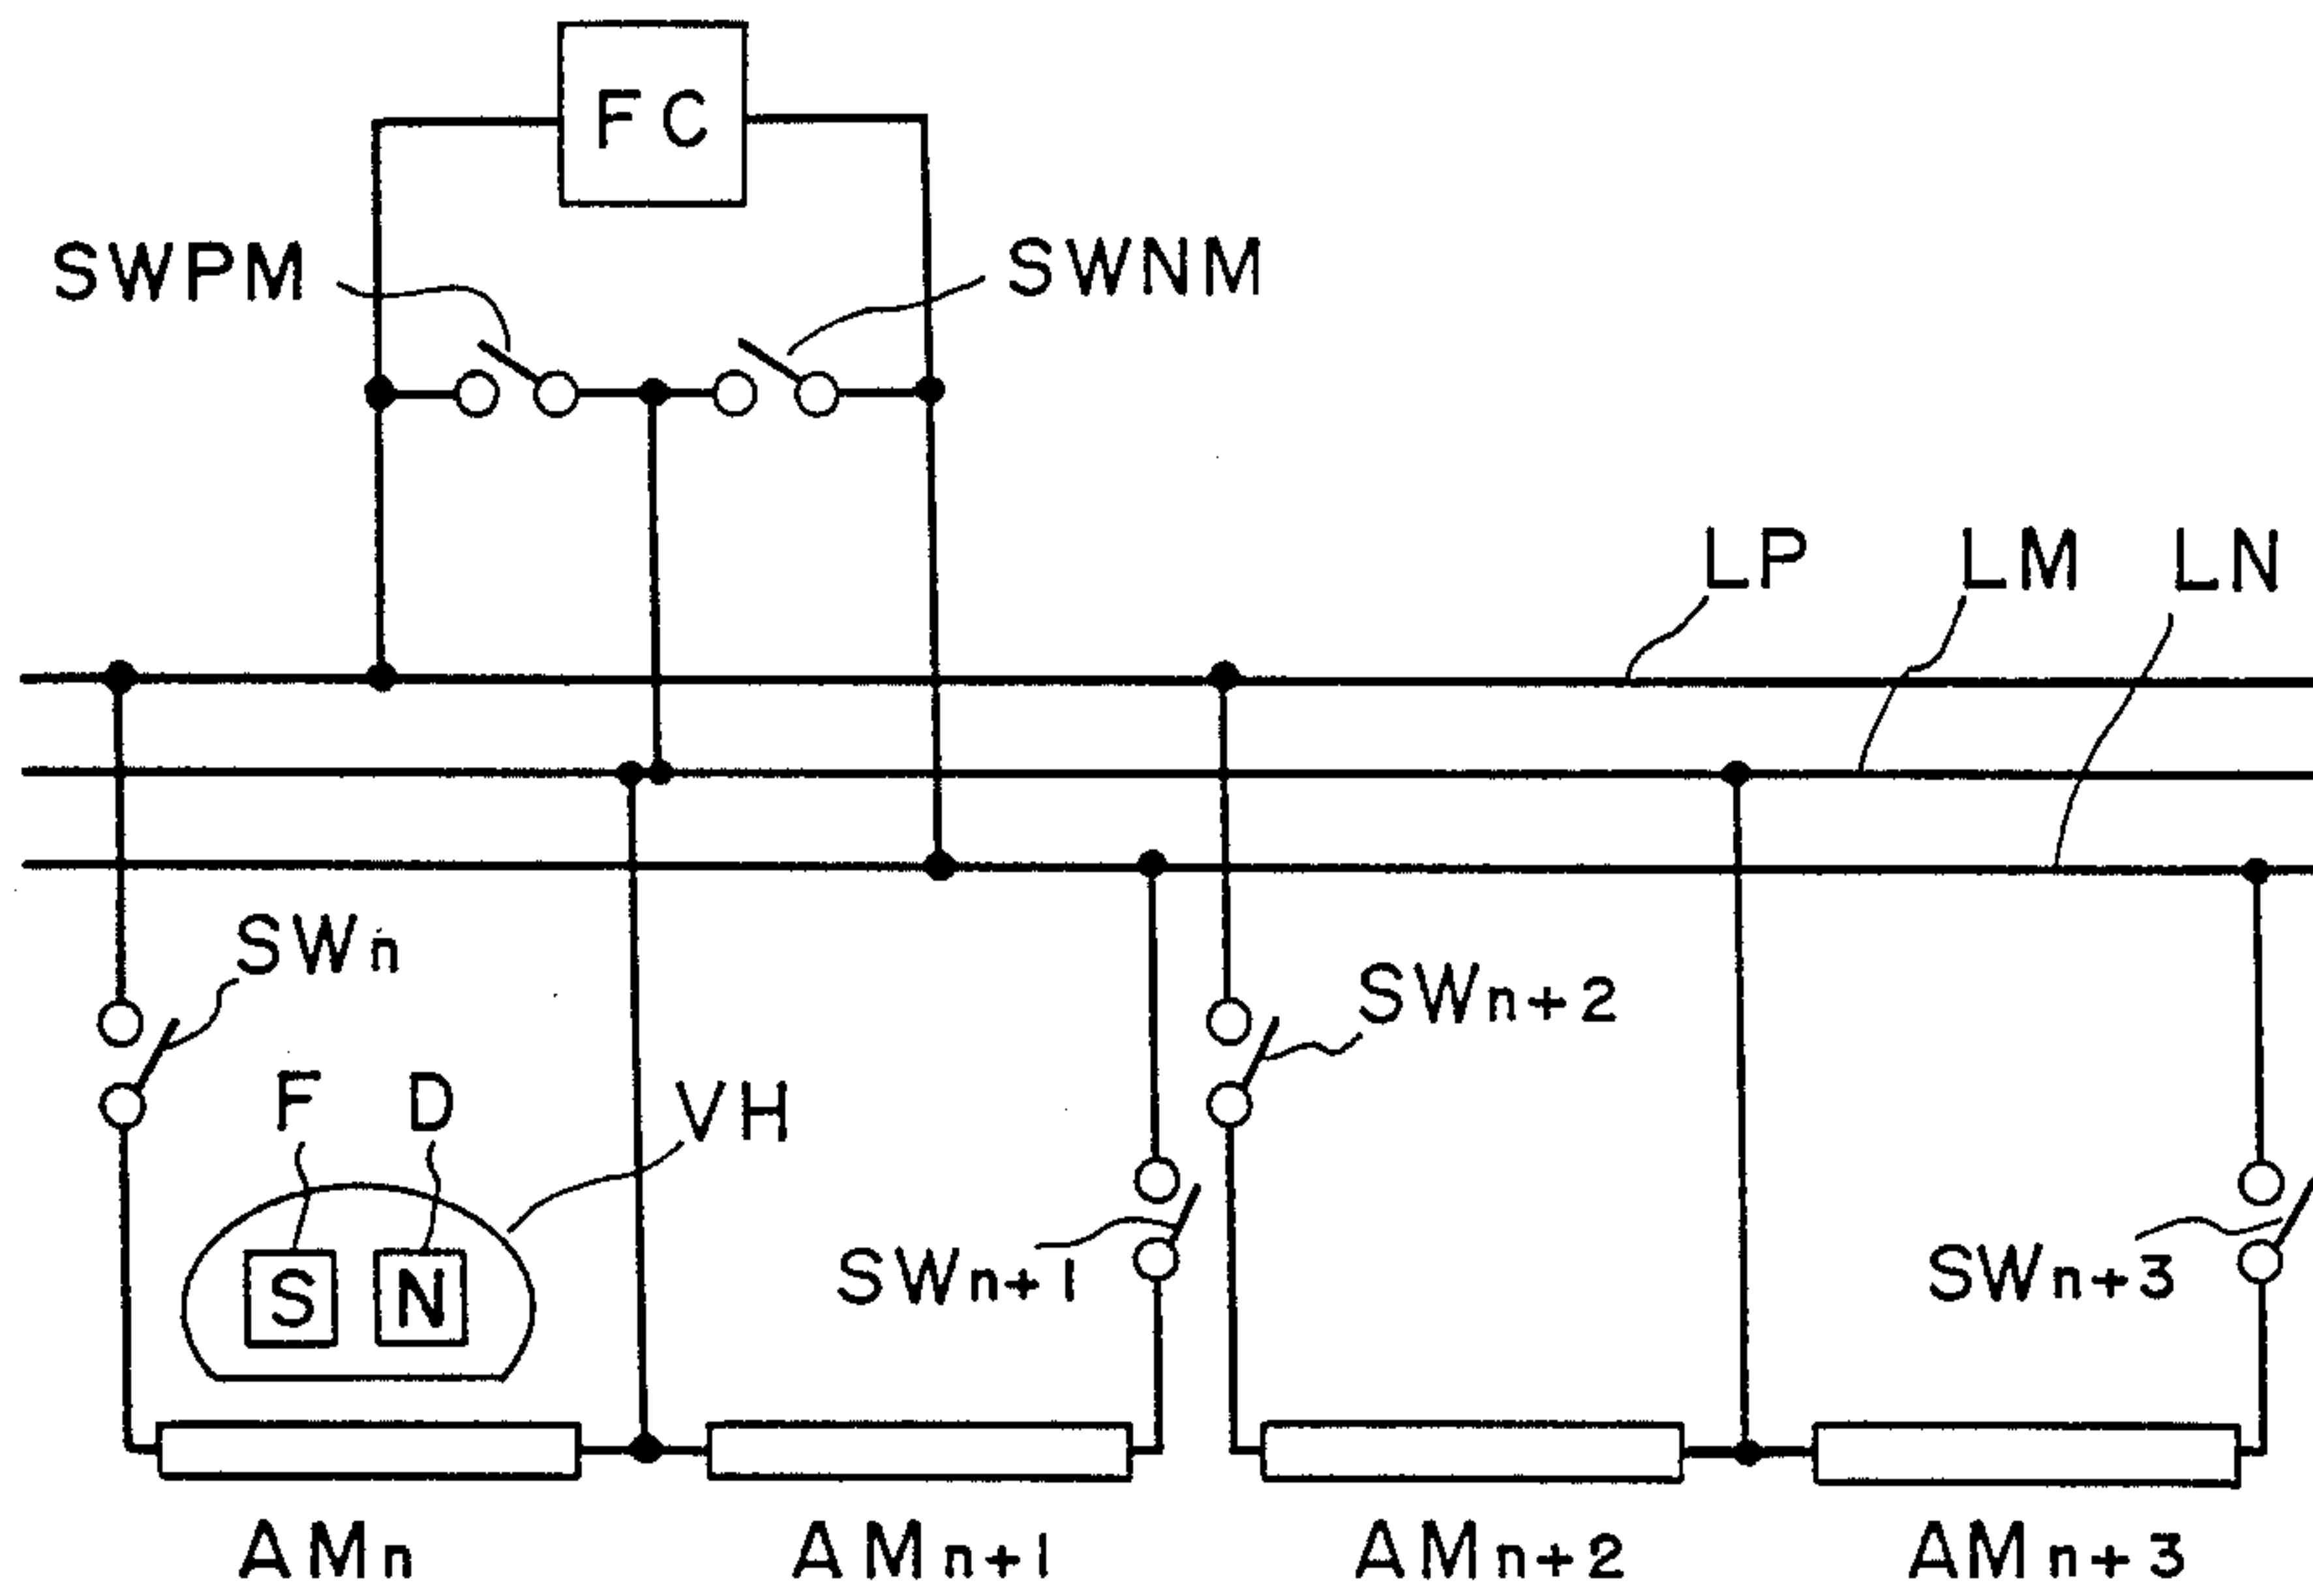 FC
SWPM
SWNM
LP
LM
LN
SWn
SWn+2
F
D
VH
S
N
SWn+1
SWn+3
AMn
AMn+1
AMn+2
AMn+3